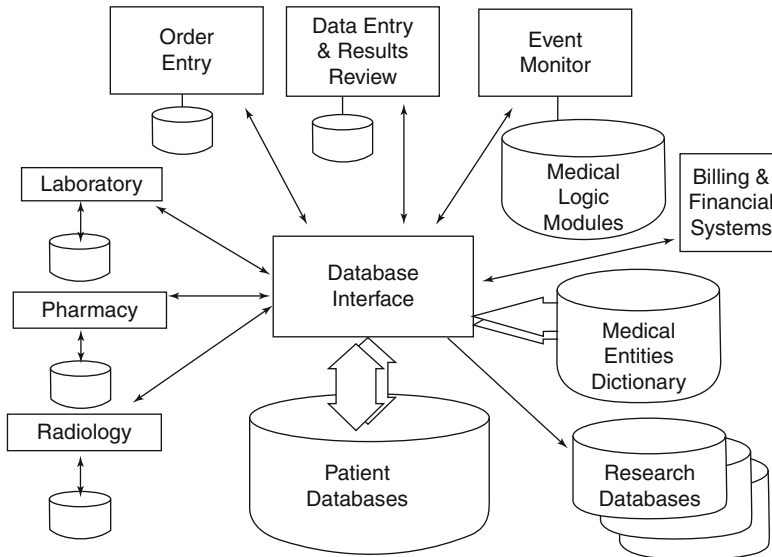 Order
Entry
Data Entry
& Results
Review
Event
Monitor
Laboratory
Medical
Logic
Modules
Billing &
Financial
Systems
Database
Interface
Pharmacy
Medical
Entities
Dictionary
Radiology
Patient
Databases
Research
Databases